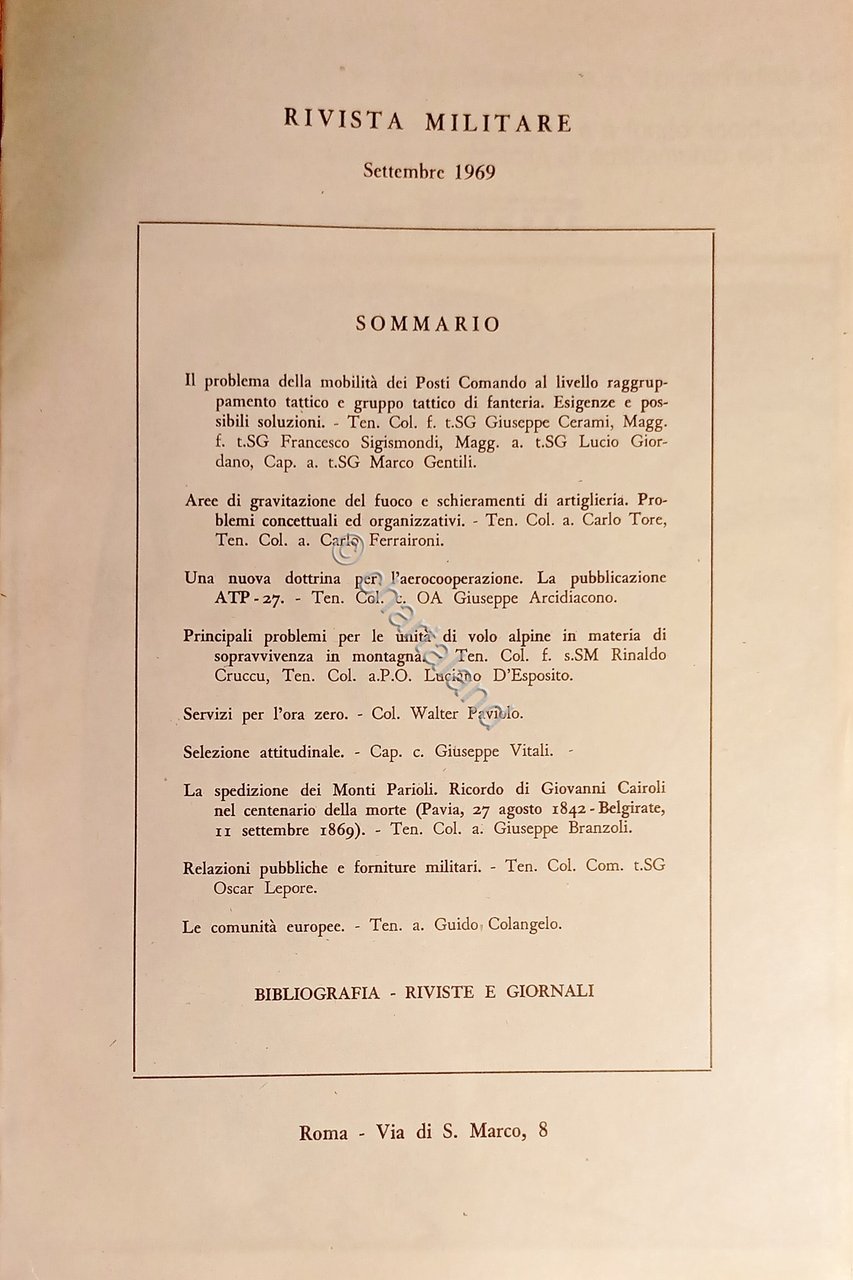 RIVISTA MILITARE
Settembre 1969
SOMMARIO
Il problema della mobilità dei Posti Comando al livello raggrup-
pamento tattico e gruppo tattico di fanteria. Esigenze e pos-
sibili soluzioni. - Ten. Col. f. t.SG Giuseppe Cerami, Magg.
f. t.SG Francesco Sigismondi, Magg. a. t.SG Lucio Gior-
dano, Cap. a. t.SG Marco Gentili.
Aree di gravitazione del fuoco e schieramenti di artiglieria. Pro-
blemi concettuali ed organizzativi. - Ten. Col. a. Carlo Tore,
Ten. Col. a. Carlo Ferraironi.
Una nuova dottrina per l'aerocooperazione. La pubblicazione
ATP - 27. - Ten. Col. c. OA Giuseppe Arcidiacono.
Principali problemi per le unità di volo alpine in materia di
sopravvivenza in montagna. - Ten. Col. f. s.SM Rinaldo
Cruccu, Ten. Col. a.P.O. Luciano D'Esposito.
Servizi per l'ora zero. - Col. Walter Paviolo.
Selezione attitudinale. - Cap. c. Giuseppe Vitali.
La spedizione dei Monti Parioli. Ricordo di Giovanni Cairoli
nel centenario della morte (Pavia, 27 agosto 1842 - Belgirate,
11 settembre 1869). - Ten. Col. a. Giuseppe Branzoli.
Relazioni pubbliche e forniture militari. - Ten. Col. Com. t.SG
Oscar Lepore.
Le comunità europee. - Ten. a. Guido Colangelo.
BIBLIOGRAFIA - RIVISTE E GIORNALI
Roma - Via di S. Marco, 8
© chartaland